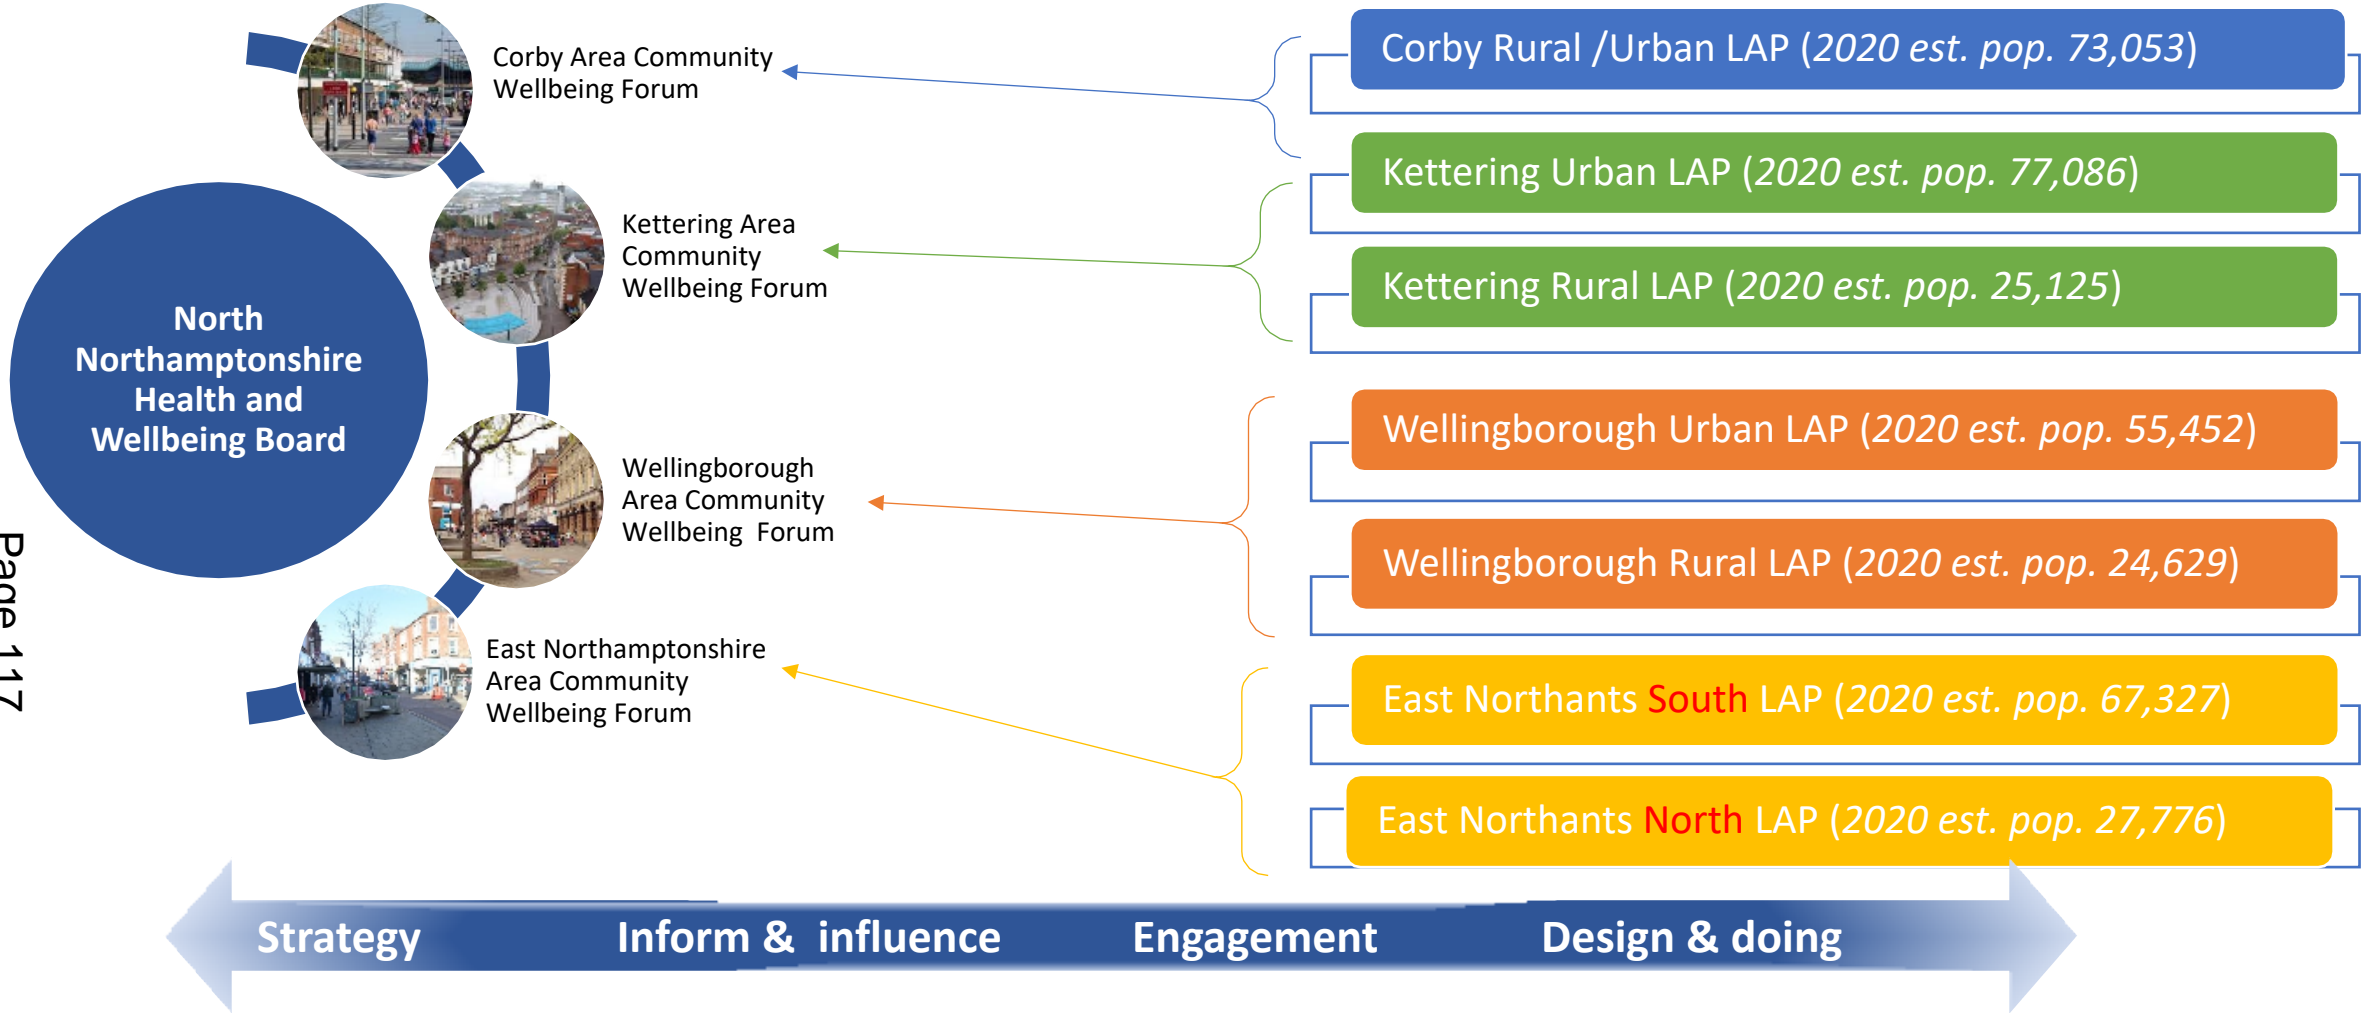 Corby Area Community
Wellbeing Forum
Kettering Area
Community
Wellbeing Forum
North
Northamptonshire
Health and
Wellbeing Board
Wellingborough
Area Community
Wellbeing  Forum
East Northamptonshire
Area Community
Wellbeing Forum
Corby Rural /Urban LAP (2020 est. pop. 73,053)
Kettering Urban LAP (2020 est. pop. 77,086)
Kettering Rural LAP (2020 est. pop. 25,125)
Wellingborough Urban LAP (2020 est. pop. 55,452)
Wellingborough Rural LAP (2020 est. pop. 24,629)
East Northants South LAP (2020 est. pop. 67,327)
East Northants North LAP (2020 est. pop. 27,776)
Strategy Inform &  influence Engagement Design & doing
Page 117